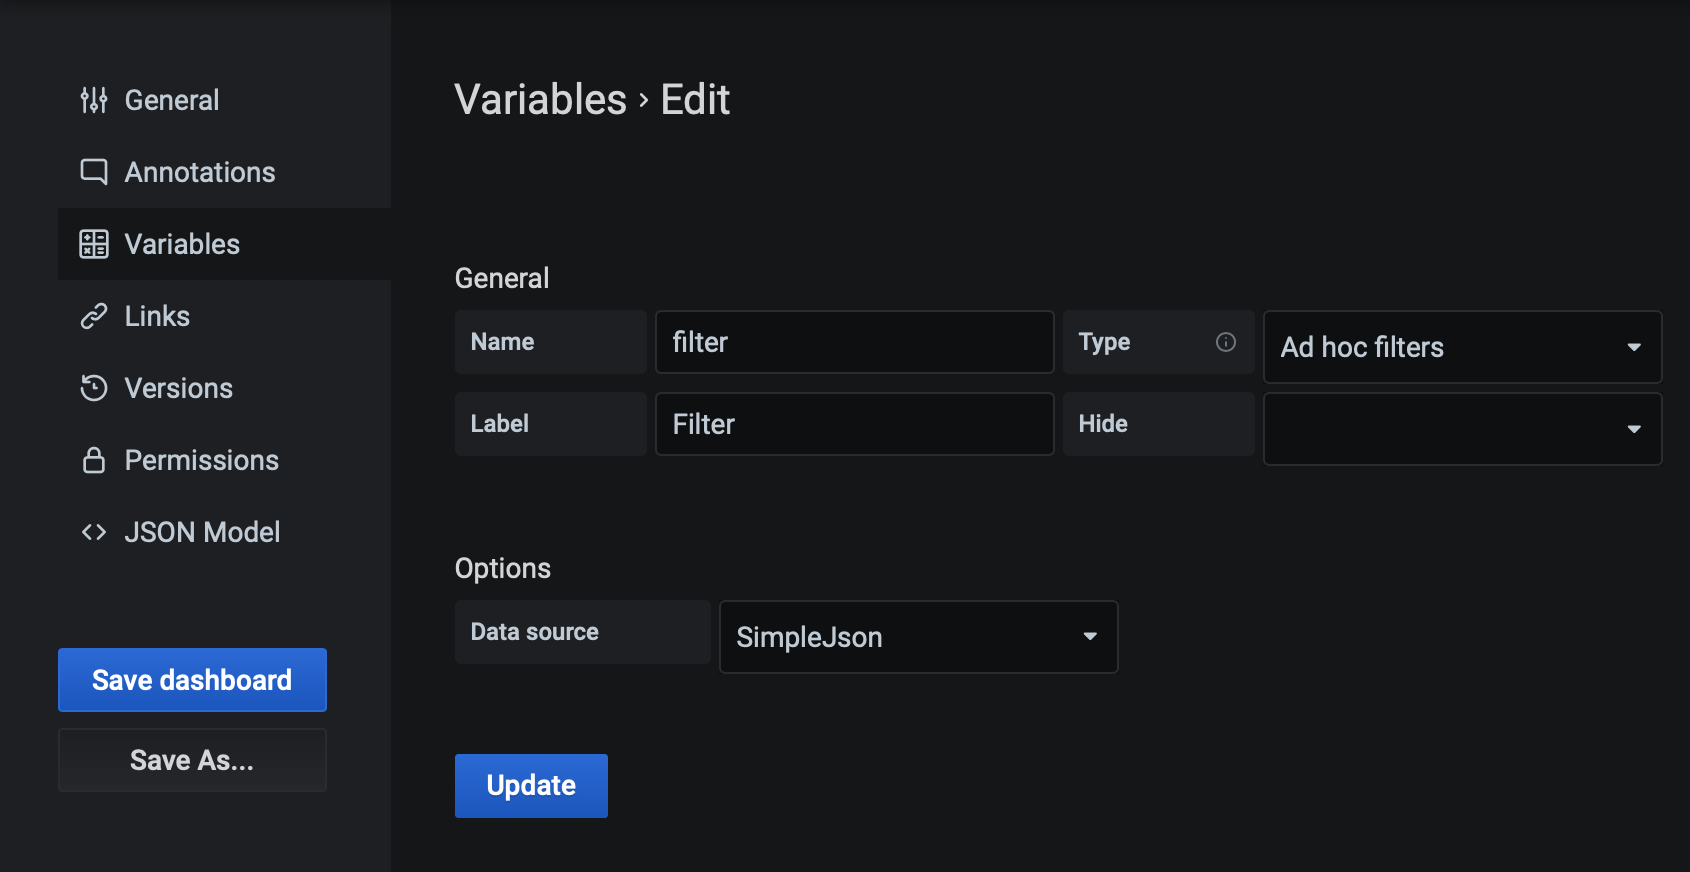 General
Annotations
Variables
Links
Versions
Permissions
JSON Model
Save dashboard
Save As...
Variables › Edit
General
Name filter Type Ad hoc filters
Label Filter Hide
Options
Data source SimpleJson
Update